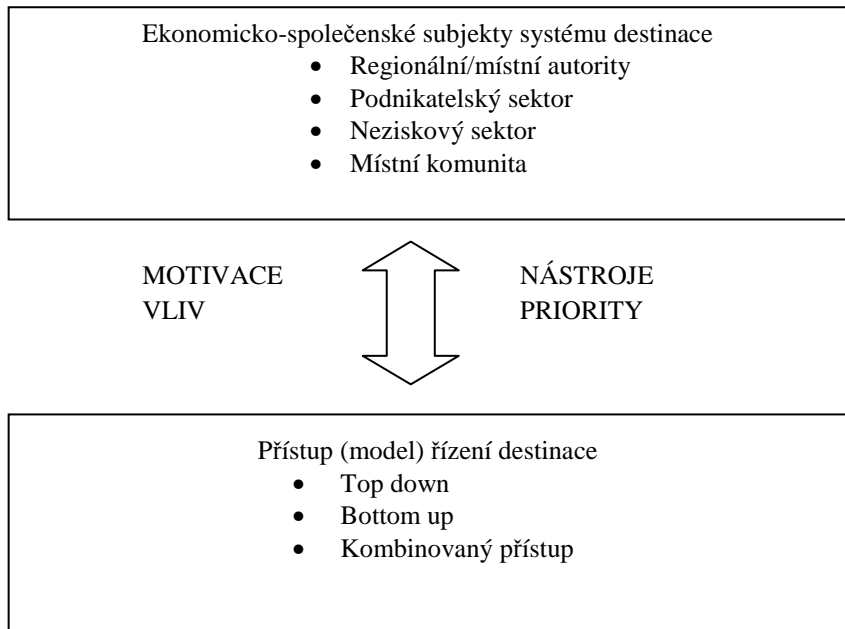 Ekonomicko-společenské subjekty systému destinace
• Regionální/místní autority
• Podnikatelský sektor
• Neziskový sektor
• Místní komunita
MOTIVACE
VLIV
NÁSTROJE
PRIORITY
Přístup (model) řízení destinace
• Top down
• Bottom up
• Kombinovaný přístup